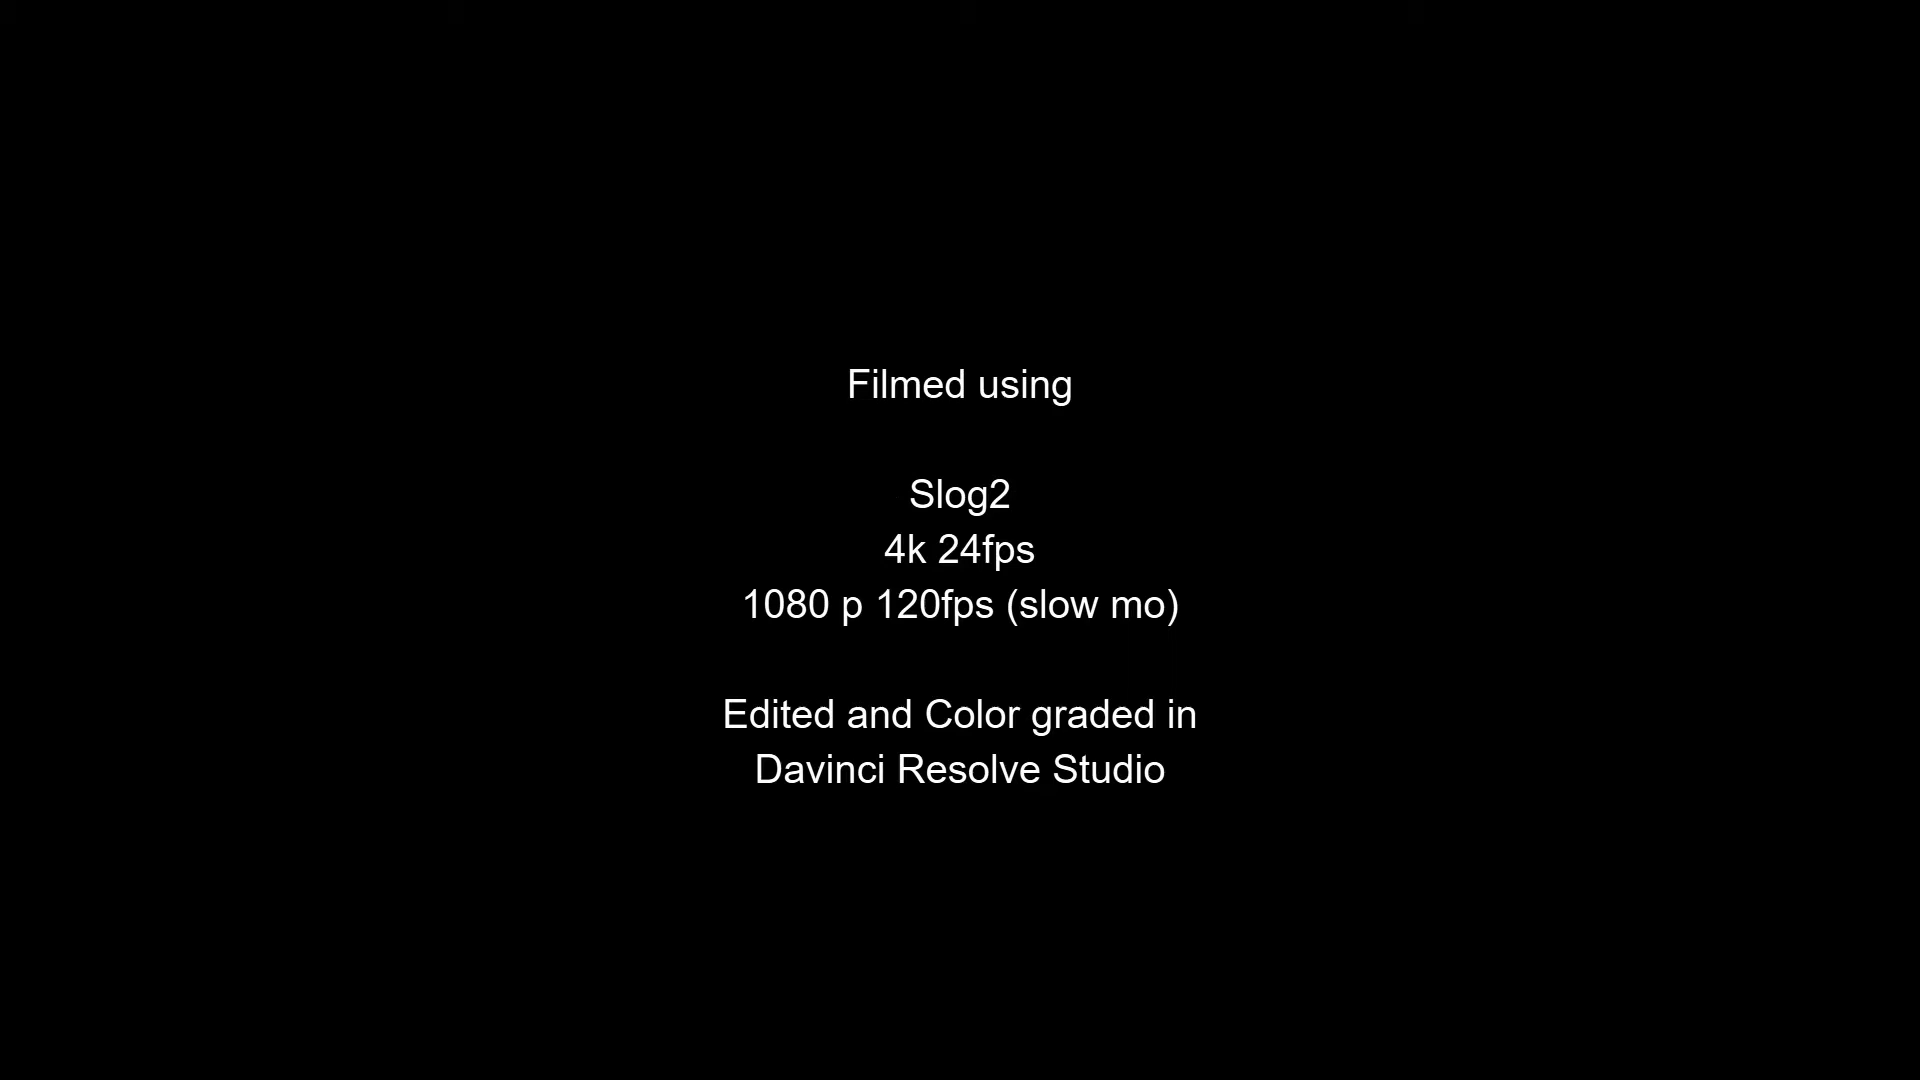 Filmed using
Slog2
4k 24fps
1080 p 120fps (slow mo)
Edited and Color graded in
Davinci Resolve Studio